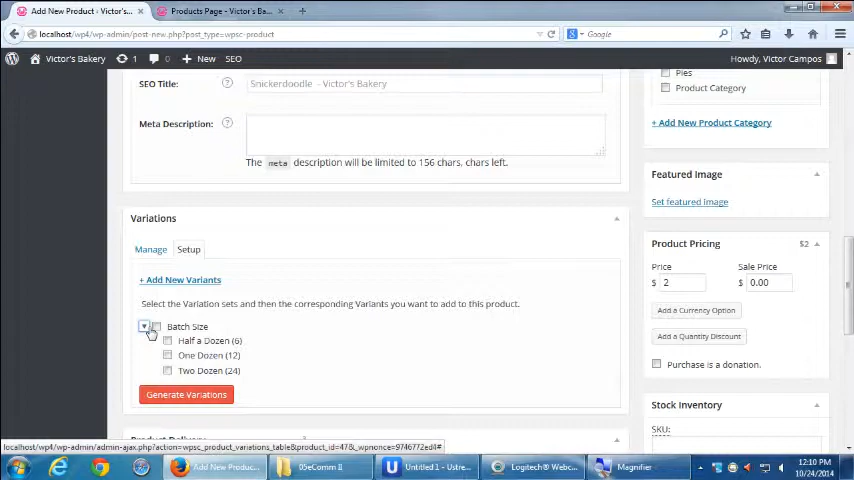 Add New Product ‹ Victor's... ×
Products Page - Victor's Ba... ×
+
localhost/wp4/wp-admin/post-new.php?post_type=wpsc-product
Google
Victor's Bakery
1
0
+ New
SEO
Howdy, Victor Campos
SEO Title:
?
Snickerdoodle - Victor's Bakery
Meta Description:
?
The meta description will be limited to 156 chars, chars left.
Variations
Manage
Setup
+ Add New Variants
Select the Variation sets and then the corresponding Variants you want to add to this product.
Batch Size
Half a Dozen (6)
One Dozen (12)
Two Dozen (24)
Generate Variations
Product Delivery
Pies
Product Category
+ Add New Product Category
Featured Image
Set featured image
Product Pricing
$2
Price
Sale Price
$ 2
$ 0.00
Add a Currency Option
Add a Quantity Discount
Purchase is a donation.
Stock Inventory
SKU:
localhost/wp4/wp-admin/admin-ajax.php?action=wpsc_product_variations_table&product_id=47&_wpnonce=9746772ed4#
Add New Produc...
05eComm II
Untitled 1 - Ustre...
Logitech® Webc...
Magnifier
12:10 PM
10/24/2014